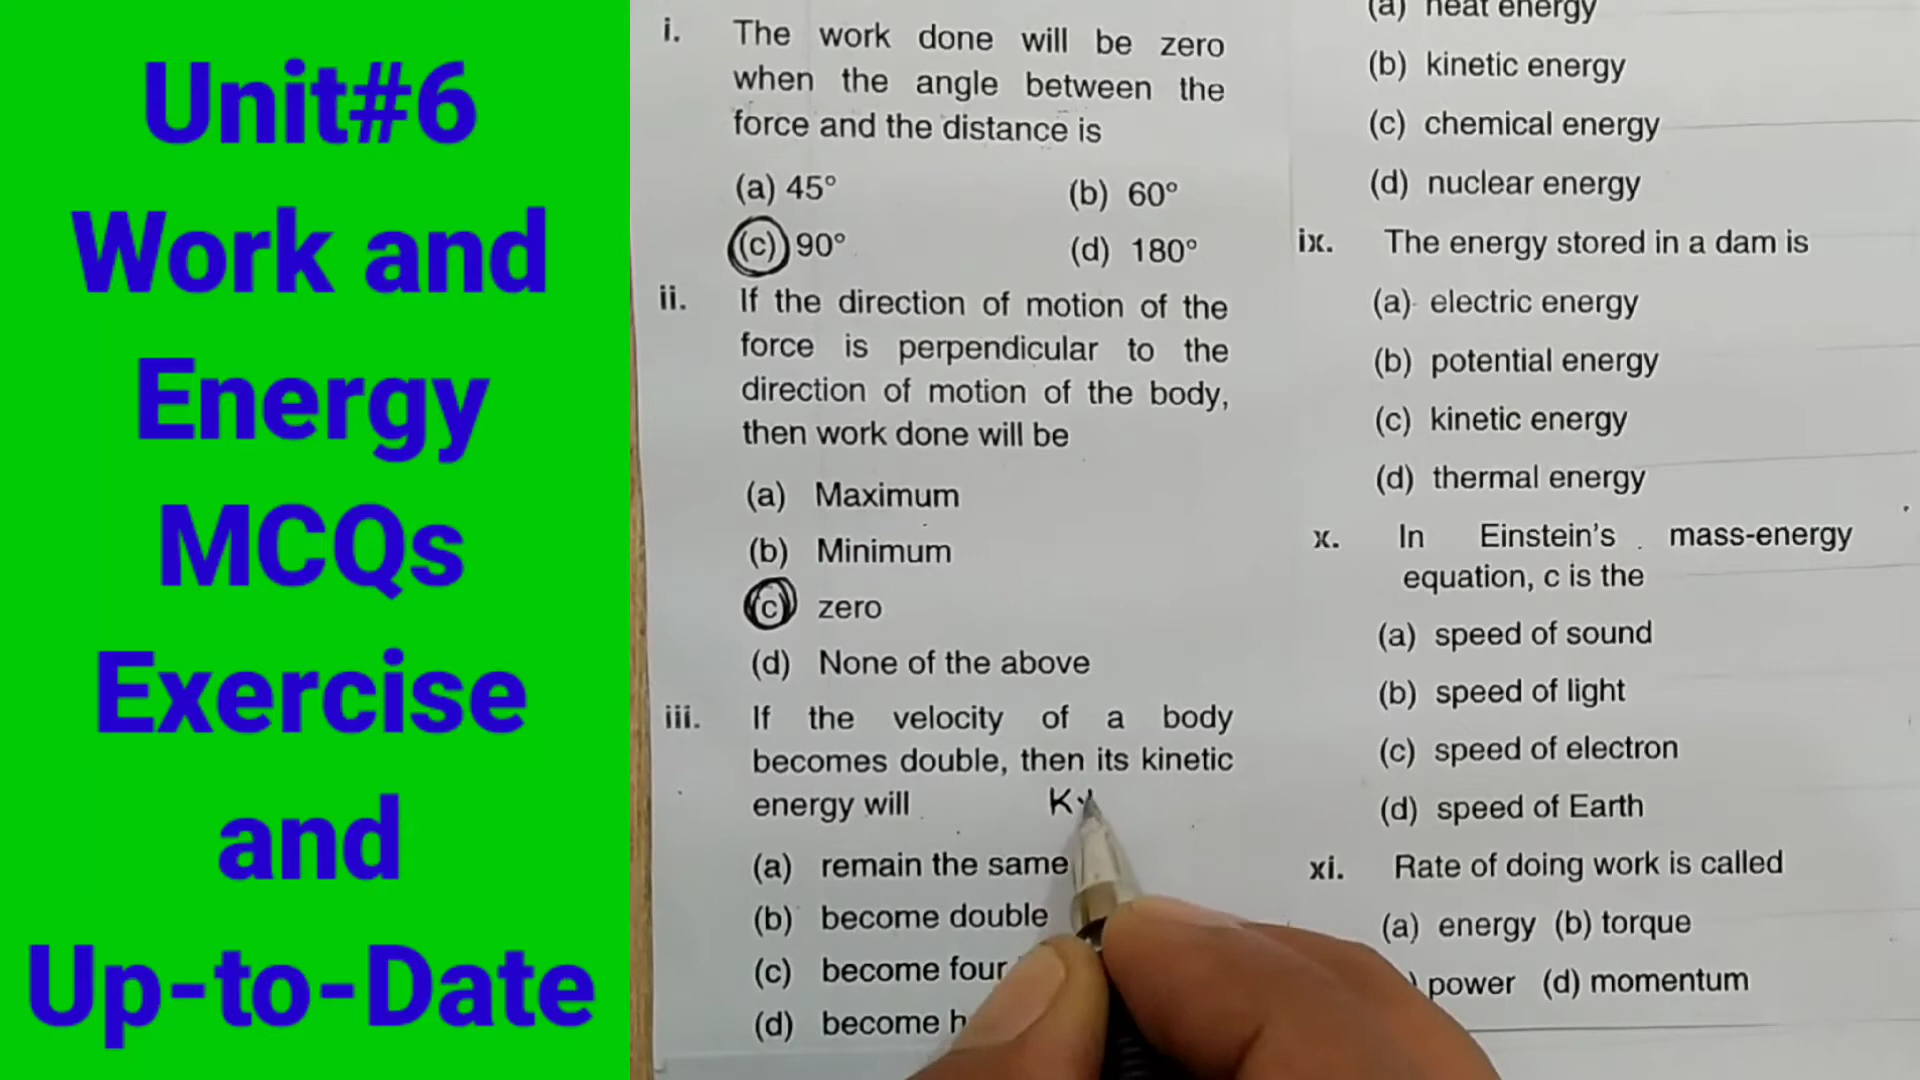 Unit#6
Work and
Energy
MCQs
Exercise
and
Up-to-Date
i. The work done will be zero
when the angle between the
force and the distance is
(a) 45° (b) 60°
(c) 90° (d) 180°
ii. If the direction of motion of the
force is perpendicular to the
direction of motion of the body,
then work done will be
(a) Maximum
(b) Minimum
(c) zero
(d) None of the above
iii. If the velocity of a body
becomes double, then its kinetic
energy will
(a) remain the same
(b) become double
(c) become four
(d) become
(a) heat energy
(b) kinetic energy
(c) chemical energy
(d) nuclear energy
ix. The energy stored in a dam is
(a) electric energy
(b) potential energy
(c) kinetic energy
(d) thermal energy
x. In Einstein's mass-energy
equation, c is the
(a) speed of sound
(b) speed of light
(c) speed of electron
(d) speed of Earth
xi. Rate of doing work is called
(a) energy (b) torque
power (d) momentum